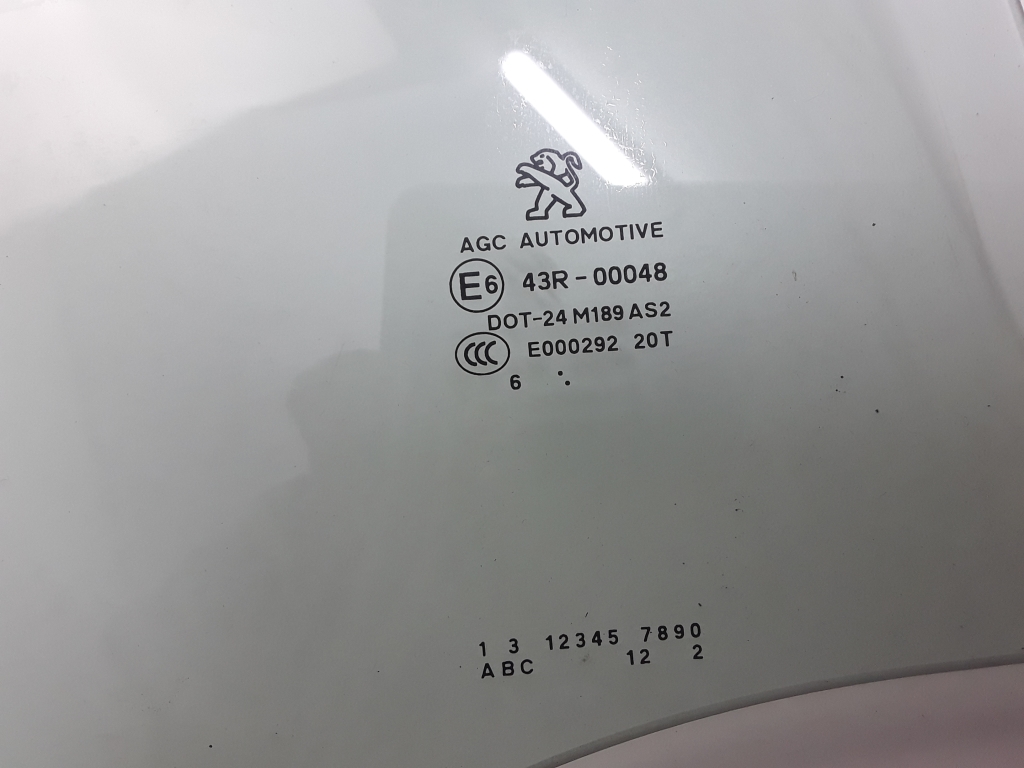 AGC AUTOMOTIVE
E6 43R-00048
DOT-24 M189 AS2
CCC E000292 20T
6 :.
1 3 12345 7890
ABC 12 2